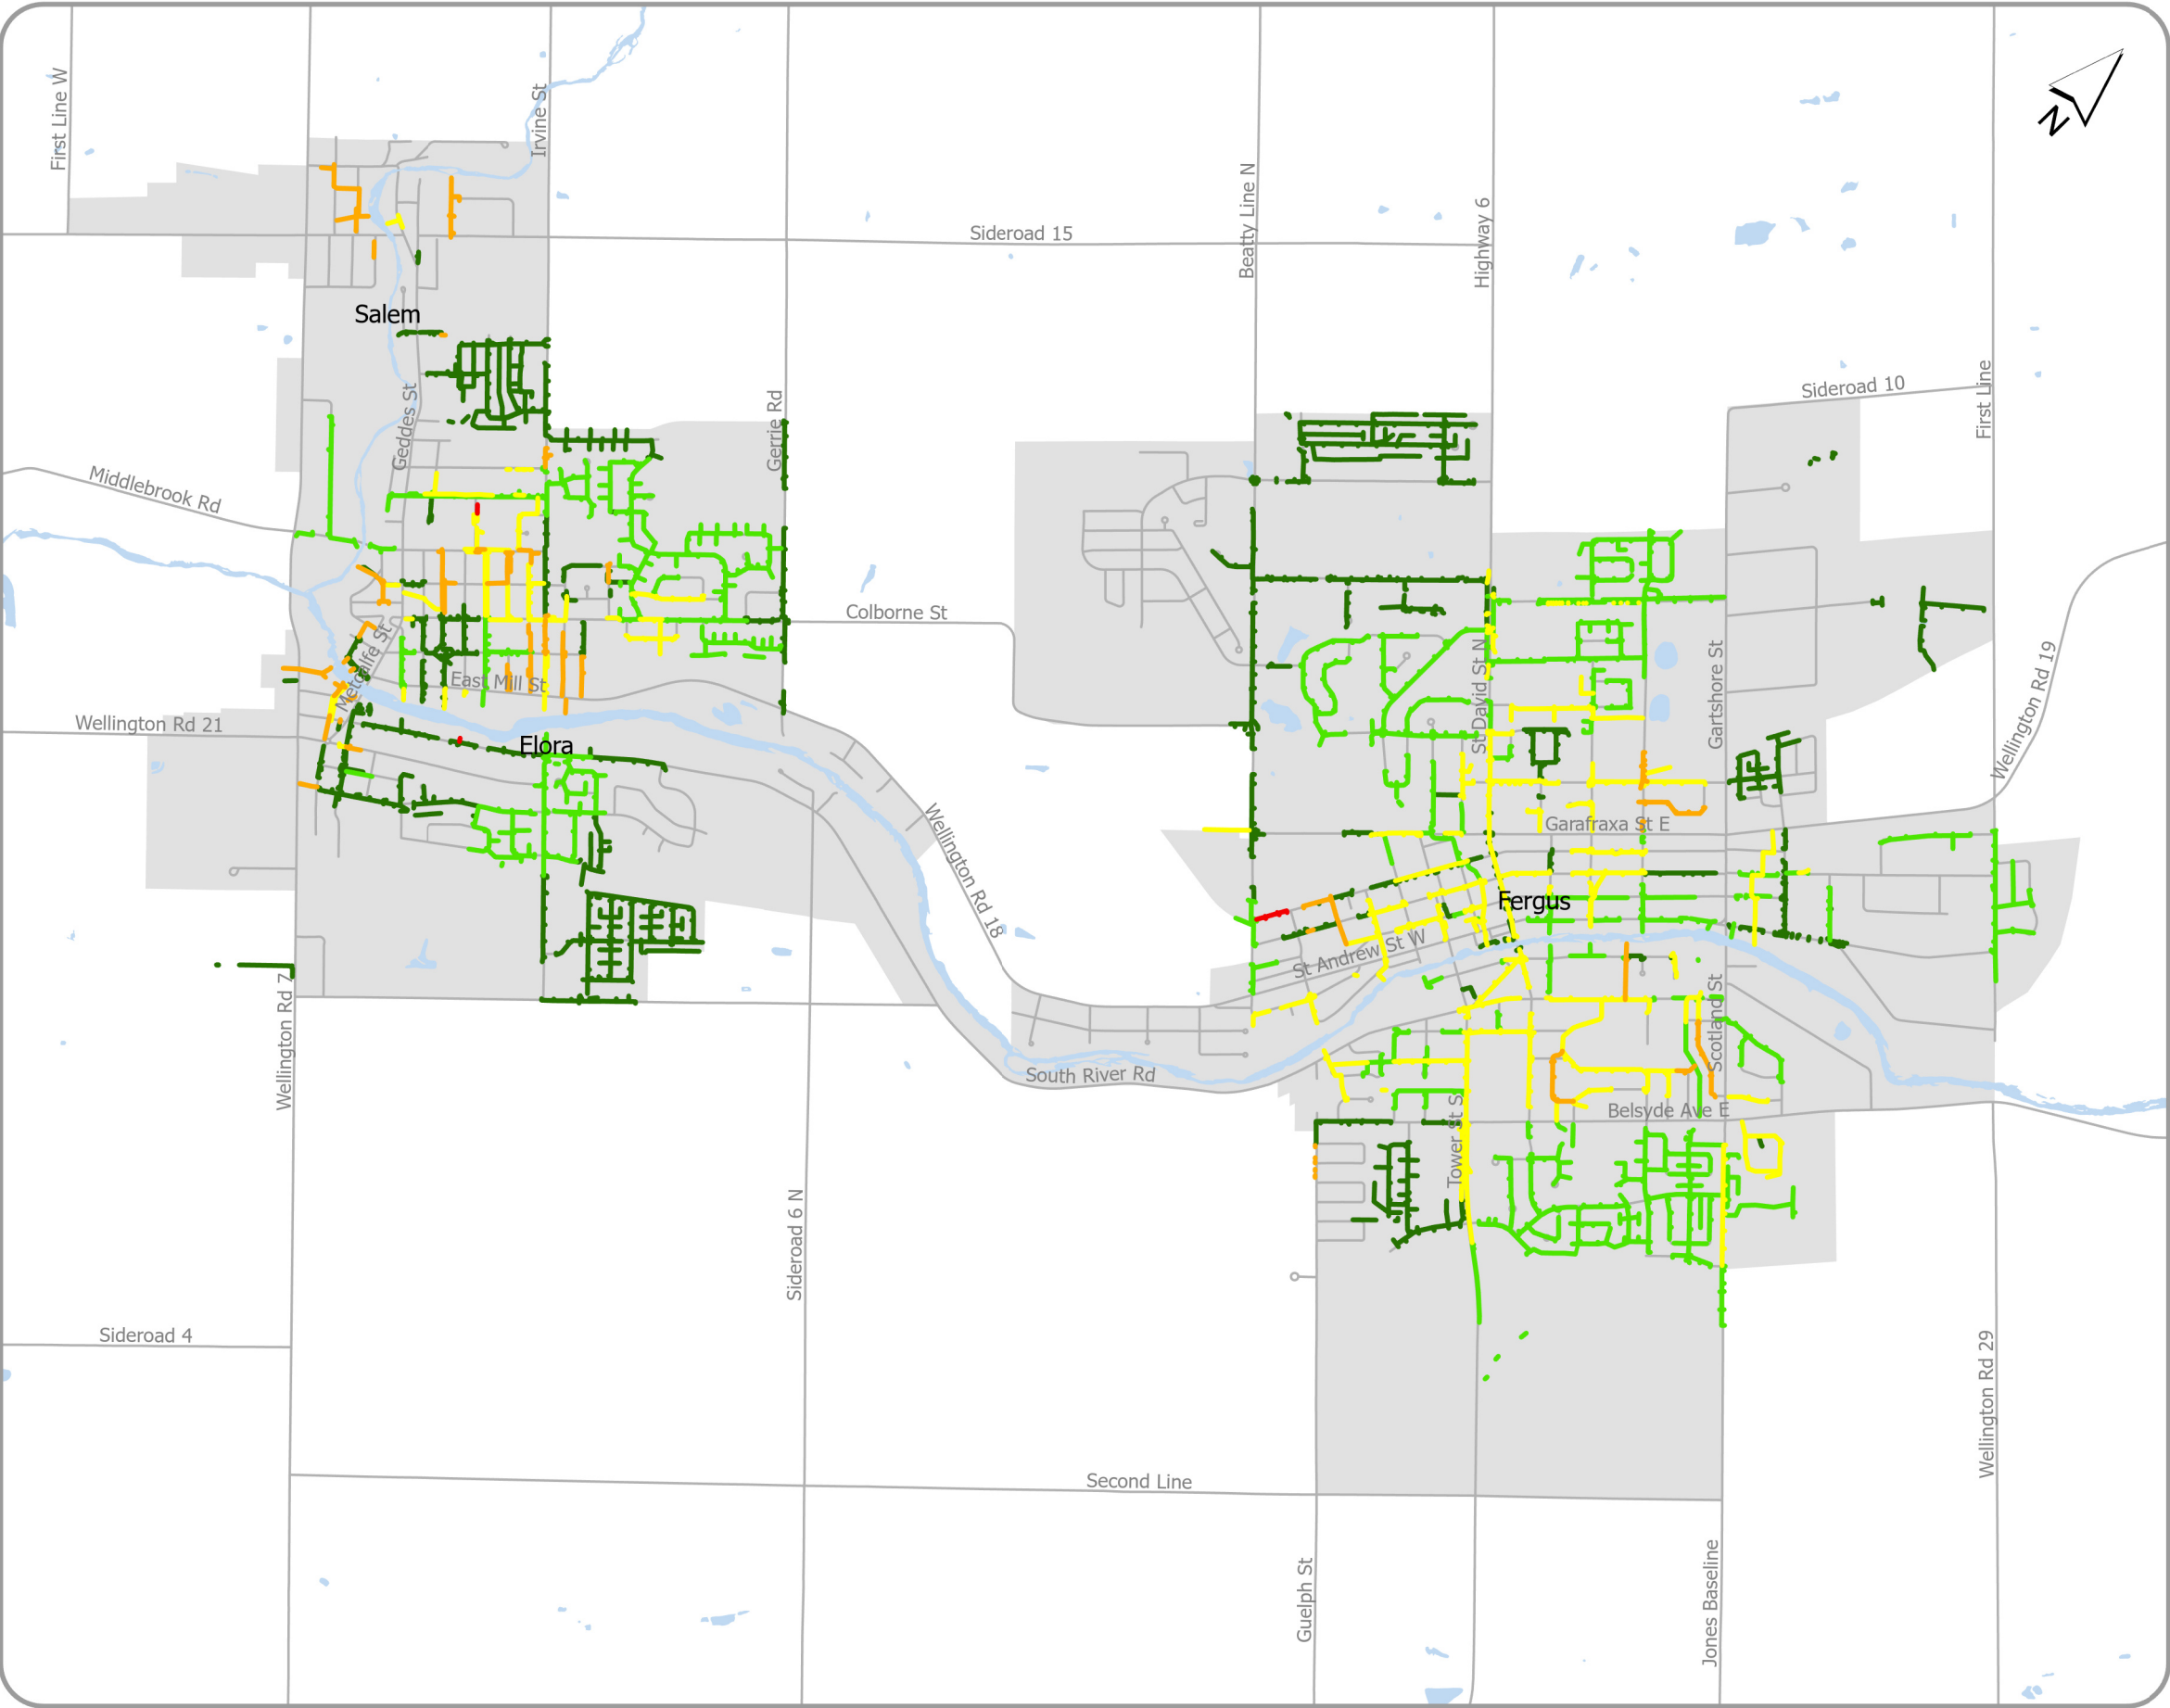 First Line W
Irvine St
Beatty Line N
Highway 6
N
Sideroad 15
Salem
Geddes St
Gerrie Rd
Sideroad 10
First Line
Middlebrook Rd
Colborne St
Metcalfe St
East Mill St
St David St N
Gartshore St
Wellington Rd 19
Wellington Rd 21
Elora
Wellington Rd 18
Garafraxa St E
Fergus
St Andrew St W
Wellington Rd 7
South River Rd
Scotland St
Tower St S
Belsyde Ave E
Sideroad 6 N
Sideroad 4
Wellington Rd 29
Second Line
Guelph St
Jones Baseline